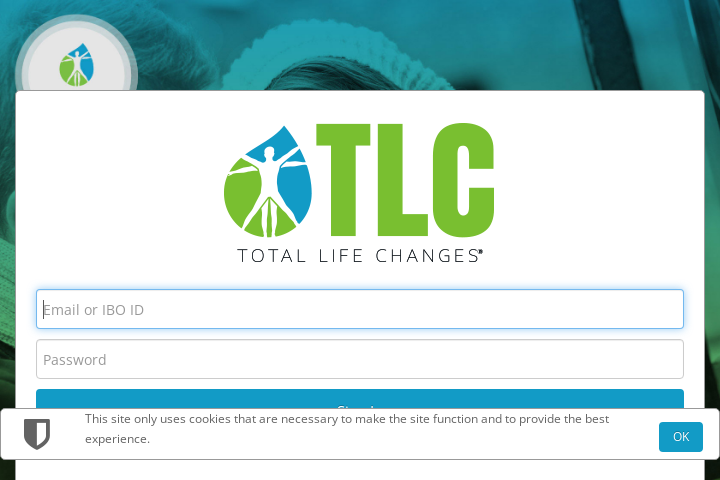 TLC
TOTAL LIFE CHANGES®
Email or IBO ID
Password
This site only uses cookies that are necessary to make the site function and to provide the best
experience.
OK